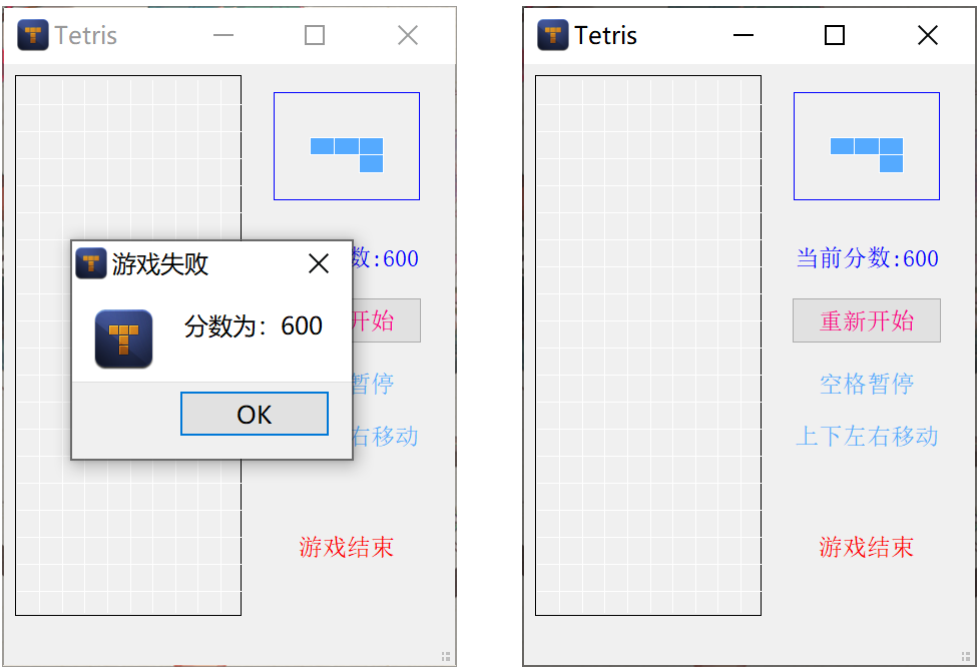 Tetris
游戏失败
分数为：600
OK
数:600
开始
暂停
右移动
游戏结束
Tetris
当前分数:600
重新开始
空格暂停
上下左右移动
游戏结束